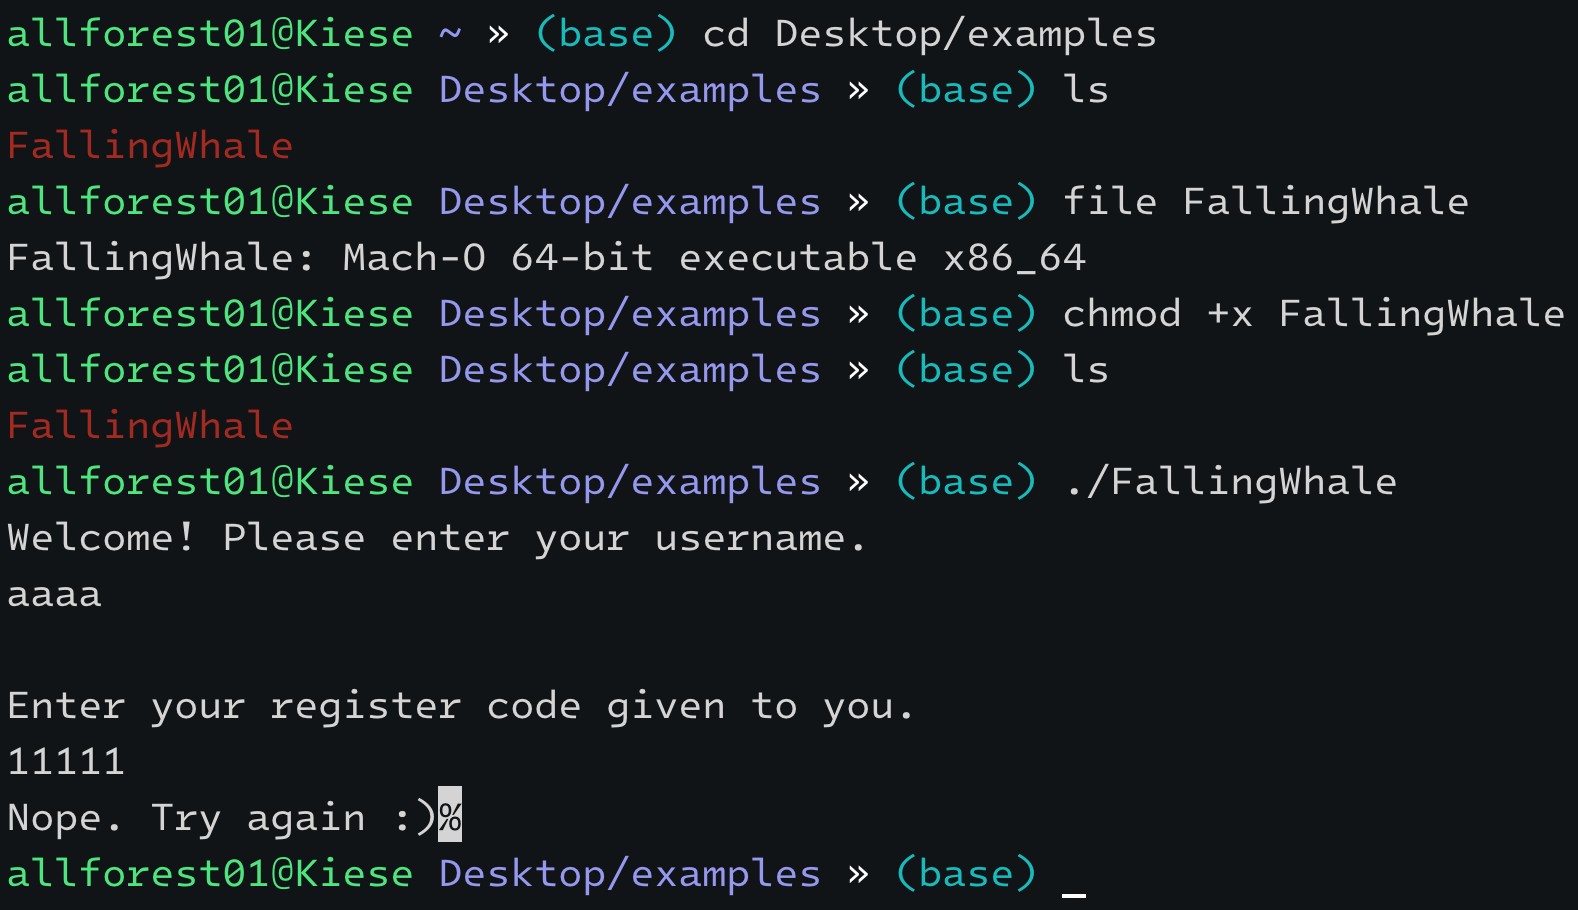 allforest01@Kiese ~ » (base) cd Desktop/examples
allforest01@Kiese Desktop/examples » (base) ls
FallingWhale
allforest01@Kiese Desktop/examples » (base) file FallingWhale
FallingWhale: Mach-O 64-bit executable x86_64
allforest01@Kiese Desktop/examples » (base) chmod +x FallingWhale
allforest01@Kiese Desktop/examples » (base) ls
FallingWhale
allforest01@Kiese Desktop/examples » (base) ./FallingWhale
Welcome! Please enter your username.
aaaa
Enter your register code given to you.
11111
Nope. Try again :)%
allforest01@Kiese Desktop/examples » (base) _